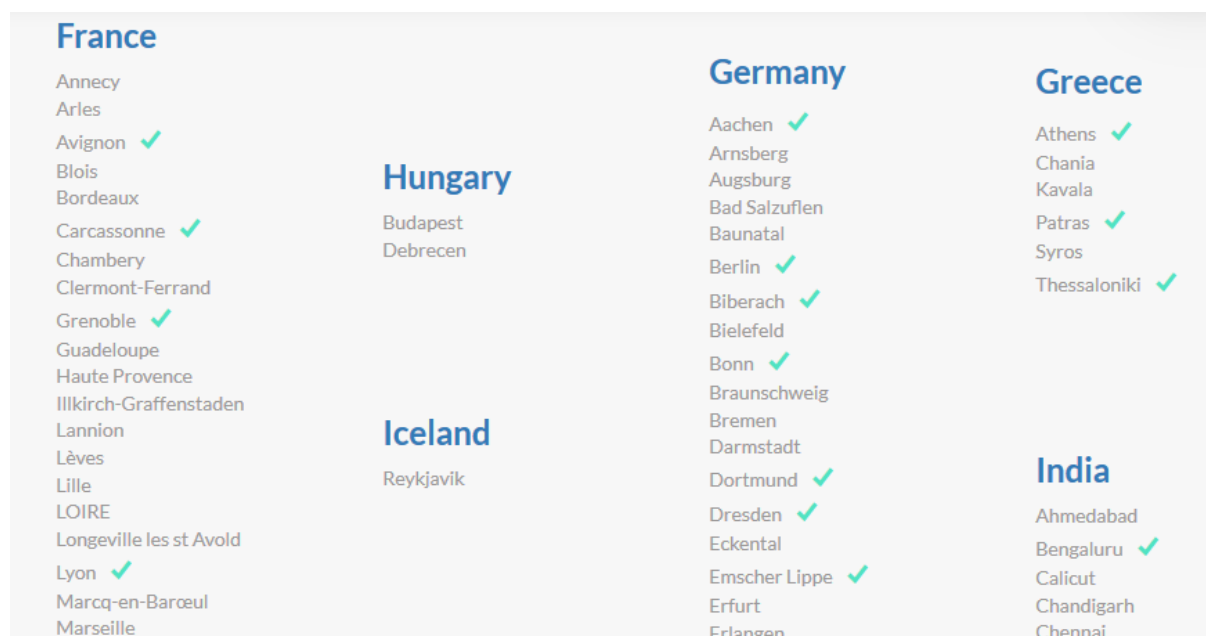 France
Annecy
Arles
Avignon
Blois
Bordeaux
Carcassonne
Chambery
Clermont-Ferrand
Grenoble
Guadeloupe
Haute Provence
Illkirch-Graffenstaden
Lannion
Lèves
Lille
LOIRE
Longeville les st Avold
Lyon
Marcq-en-Barœul
Marseille
Hungary
Budapest
Debrecen
Iceland
Reykjavik
Germany
Aachen
Arnsberg
Augsburg
Bad Salzuflen
Baunatal
Berlin
Biberach
Bielefeld
Bonn
Braunschweig
Bremen
Darmstadt
Dortmund
Dresden
Eckental
Emscher Lippe
Erfurt
Erlangen
Greece
Athens
Chania
Kavala
Patras
Syros
Thessaloniki
India
Ahmedabad
Bengaluru
Calicut
Chandigarh
Chennai